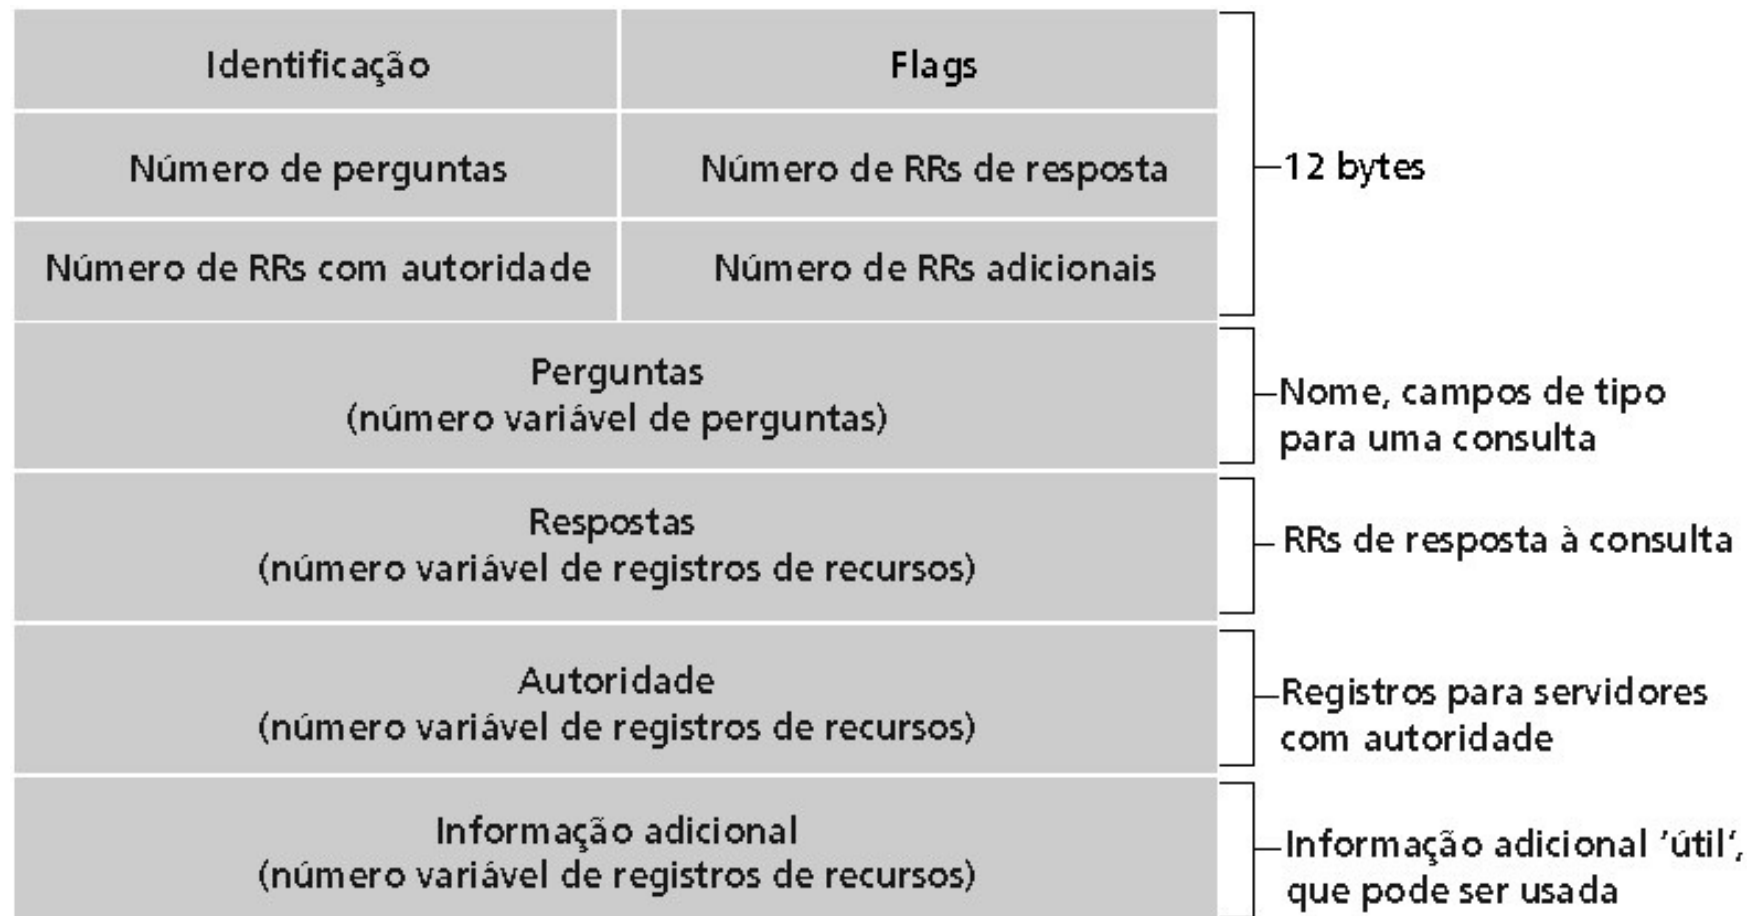 Identificação
Flags
Número de perguntas
Número de RRs de resposta
12 bytes
Número de RRs com autoridade
Número de RRs adicionais
Perguntas
(número variável de perguntas)
Nome, campos de tipo
para uma consulta
Respostas
(número variável de registros de recursos)
RRs de resposta à consulta
Autoridade
(número variável de registros de recursos)
Registros para servidores
com autoridade
Informação adicional
(número variável de registros de recursos)
Informação adicional ‘útil’,
que pode ser usada